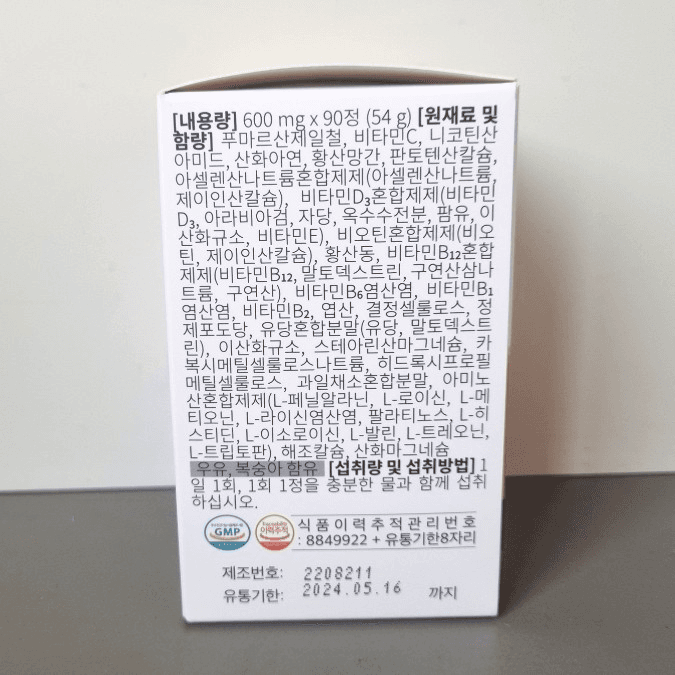 [내용량] 600 mg x 90정 (54 g) [원재료 및
함량] 푸마르산제일철, 비타민C, 니코틴산
아미드, 산화아연, 황산망간, 판토텐산칼슘,
아셀렌산나트륨혼합제제(아셀렌산나트륨,
제이인산칼슘), 비타민D₃혼합제제(비타민
D₃, 아라비아검, 자당, 옥수수전분, 팜유, 이
산화규소, 비타민E), 비오틴혼합제제(비오
틴, 제이인산칼슘), 황산동, 비타민B₁₂혼합
제제(비타민B₁₂, 말토덱스트린, 구연산삼나
트륨, 구연산), 비타민B₆염산염, 비타민B₁
염산염, 비타민B₂, 엽산, 결정셀룰로스, 정
제포도당, 유당혼합분말(유당, 말토덱스트
린), 이산화규소, 스테아린산마그네슘, 카
복시메틸셀룰로스나트륨, 히드록시프로필
메틸셀룰로스, 과일채소혼합분말, 아미노
산혼합제제(L-페닐알라닌, L-로이신, L-메
티오닌, L-라이신염산염, 팔라티노스, L-히
스티딘, L-이소로이신, L-발린, L-트레오닌,
L-트립토판), 해조칼슘, 산화마그네슘
우유, 복숭아 함유 [섭취량 및 섭취방법] 1
일 1회, 1회 1정을 충분한 물과 함께 섭취
하십시오.
GMP
이력추적
식품이력추적관리번호
: 8849922 + 유통기한8자리
제조번호: 2208211
유통기한: 2024.05.16 까지